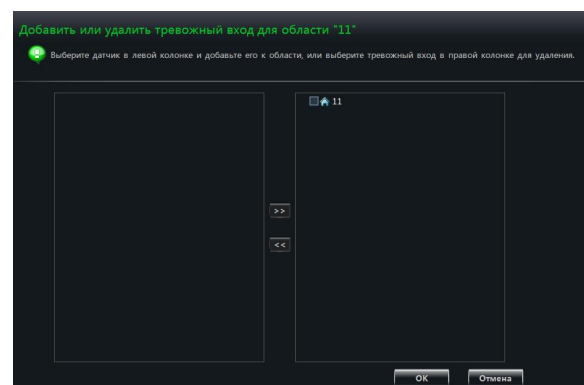 Добавить или удалить тревожный вход для области "11"
Выберите датчик в левой колонке и добавьте его к области, или выберите тревожный вход в правой колонке для удаления.
11
>>
<<
OK
Отмена